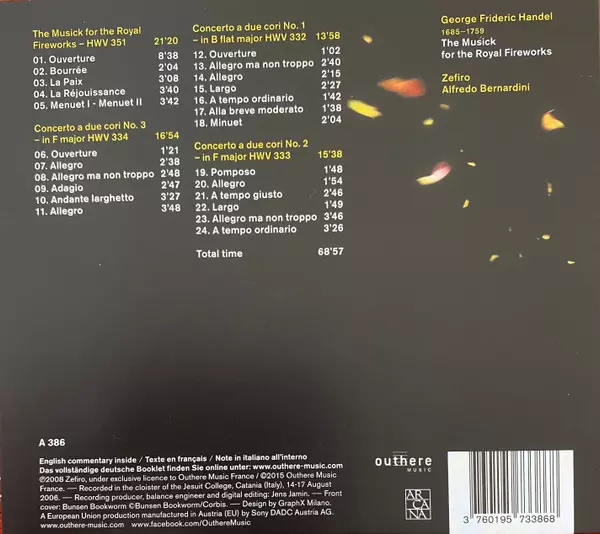 The Musick for the Royal
Fireworks – HWV 351 21'20
01. Ouverture 8'38
02. Bourrée 2'04
03. La Paix 3'08
04. La Réjouissance 3'40
05. Menuet I - Menuet II 3'42
Concerto a due cori No. 3
– in F major HWV 334 16'54
06. Ouverture 1'21
07. Allegro 2'38
08. Allegro ma non troppo 2'48
09. Adagio 2'47
10. Andante larghetto 3'27
11. Allegro 3'48
Concerto a due cori No. 1
– in B flat major HWV 332 13'58
12. Ouverture 1'02
13. Allegro ma non troppo 2'40
14. Allegro 2'15
15. Largo 2'27
16. A tempo ordinario 1'42
17. Alla breve moderato 1'38
18. Minuet 2'04
Concerto a due cori No. 2
– in F major HWV 333 15'38
19. Pomposo 1'48
20. Allegro 1'54
21. A tempo giusto 2'46
22. Largo 1'49
23. Allegro ma non troppo 3'46
24. A tempo ordinario 3'26
Total time 68'57
George Frideric Handel
1685–1759
The Musick
for the Royal Fireworks
Zefiro
Alfredo Bernardini
A 386
English commentary inside / Texte en français / Note in italiano all'interno
Das vollständige deutsche Booklet finden Sie online unter: www.outhere-music.com
℗2008 Zefiro, under exclusive licence to Outhere Music France / ©2015 Outhere Music
France. — Recorded in the cloister of the Jesuit College, Catania (Italy), 14-17 August
2006. — Recording producer, balance engineer and digital editing: Jens Jamin. — Front
cover: Bunsen Bookworm ©Bunsen Bookworm/Corbis. — Design by GraphX Milano.
A European Union production manufactured in Austria (EU) by Sony DADC Austria AG.
www.outhere-music.com www.facebook.com/OuthereMusic
outhere
MUSIC
AR
CA
NA
3 760195 733868